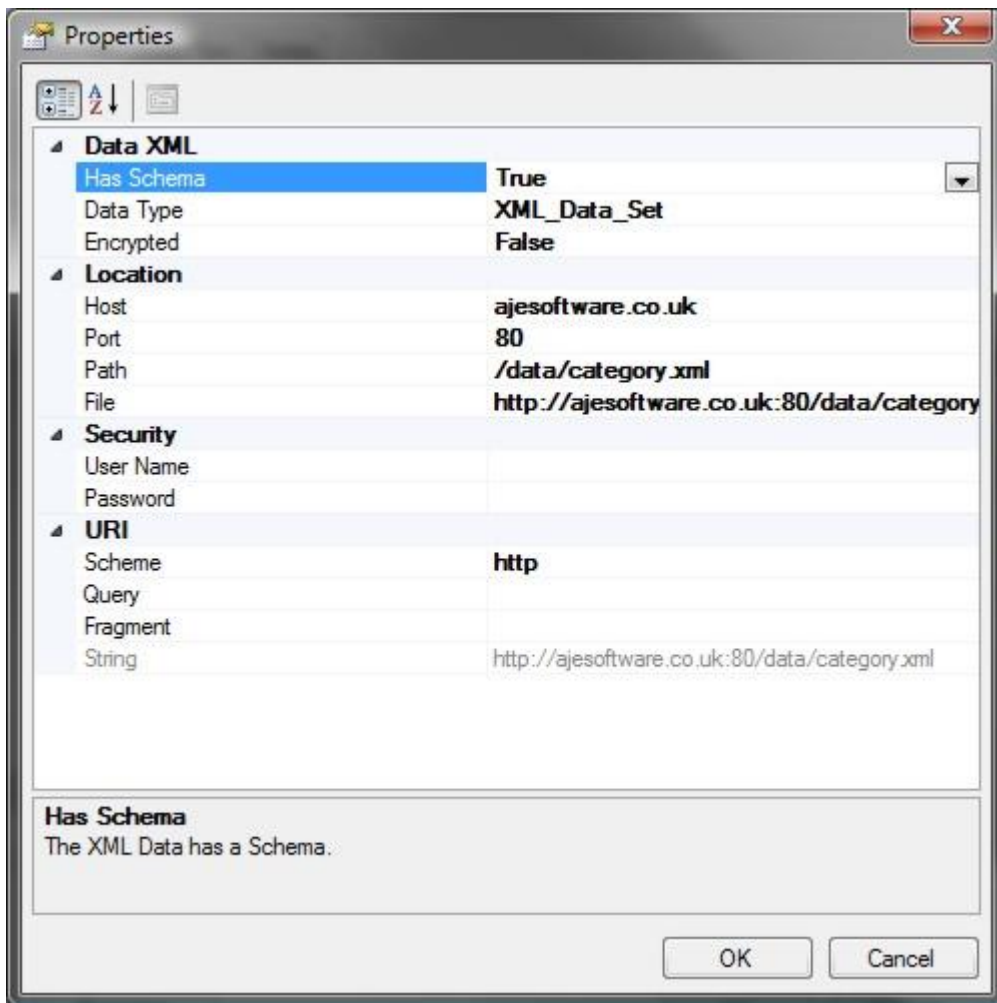 Properties
Data XML
Has Schema True
Data Type XML_Data_Set
Encrypted False
Location
Host ajesoftware.co.uk
Port 80
Path /data/category.xml
File http://ajesoftware.co.uk:80/data/category
Security
User Name
Password
URI
Scheme http
Query
Fragment
String http://ajesoftware.co.uk:80/data/category.xml
Has Schema
The XML Data has a Schema.
OK Cancel